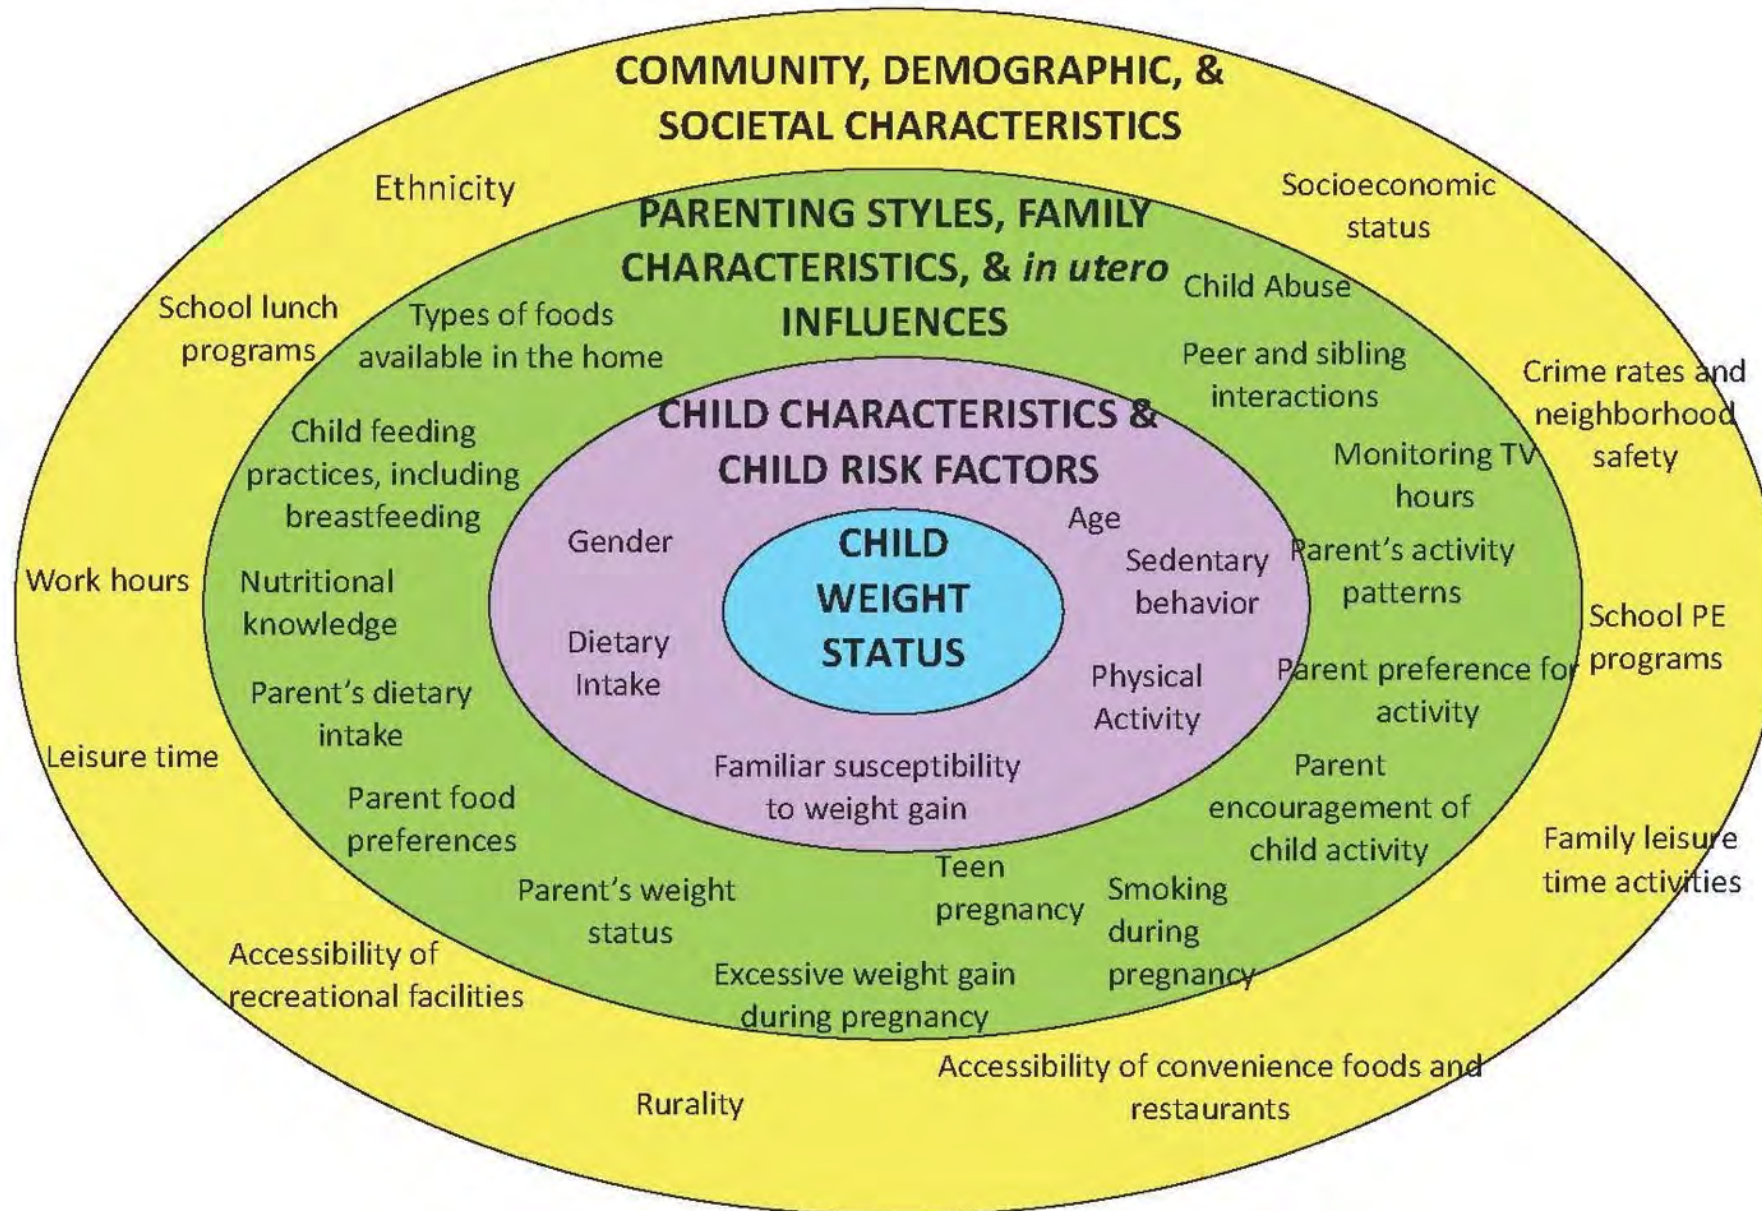 COMMUNITY, DEMOGRAPHIC, &
SOCIETAL CHARACTERISTICS
Ethnicity
Socioeconomic
status
School lunch
programs
Crime rates and
neighborhood
safety
Work hours
School PE
programs
Leisure time
Family leisure
time activities
Accessibility of
recreational facilities
Accessibility of convenience foods and
restaurants
Rurality
PARENTING STYLES, FAMILY
CHARACTERISTICS, & in utero
INFLUENCES
Types of foods
available in the home
Child Abuse
Peer and sibling
interactions
Child feeding
practices, including
breastfeeding
Monitoring TV
hours
Nutritional
knowledge
Parent's activity
patterns
Parent's dietary
intake
Parent preference for
activity
Parent food
preferences
Parent
encouragement of
child activity
Parent's weight
status
Teen
pregnancy
Smoking
during
pregnancy
Excessive weight gain
during pregnancy
CHILD CHARACTERISTICS &
CHILD RISK FACTORS
Gender
Age
Sedentary
behavior
Dietary
Intake
Physical
Activity
Familiar susceptibility
to weight gain
CHILD
WEIGHT
STATUS